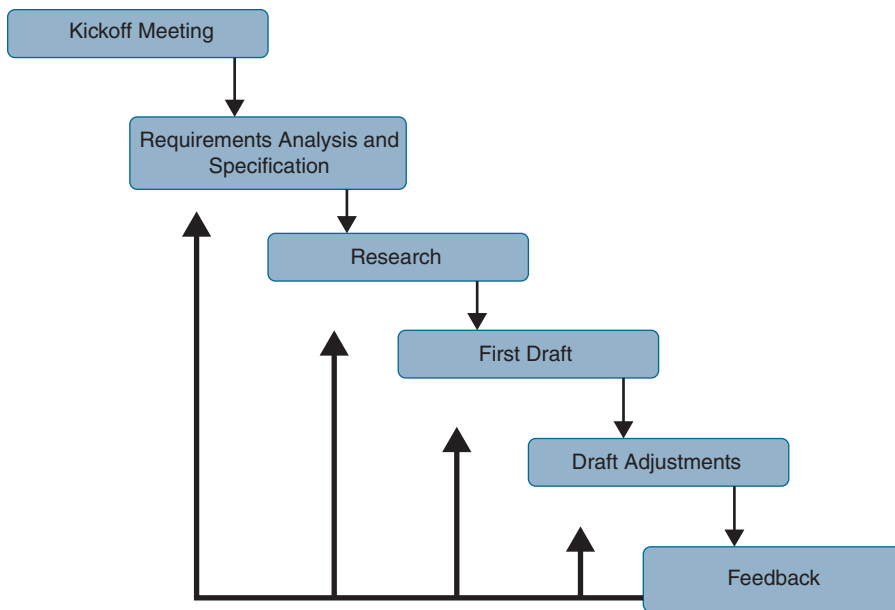 Kickoff Meeting
Requirements Analysis and
Specification
Research
First Draft
Draft Adjustments
Feedback